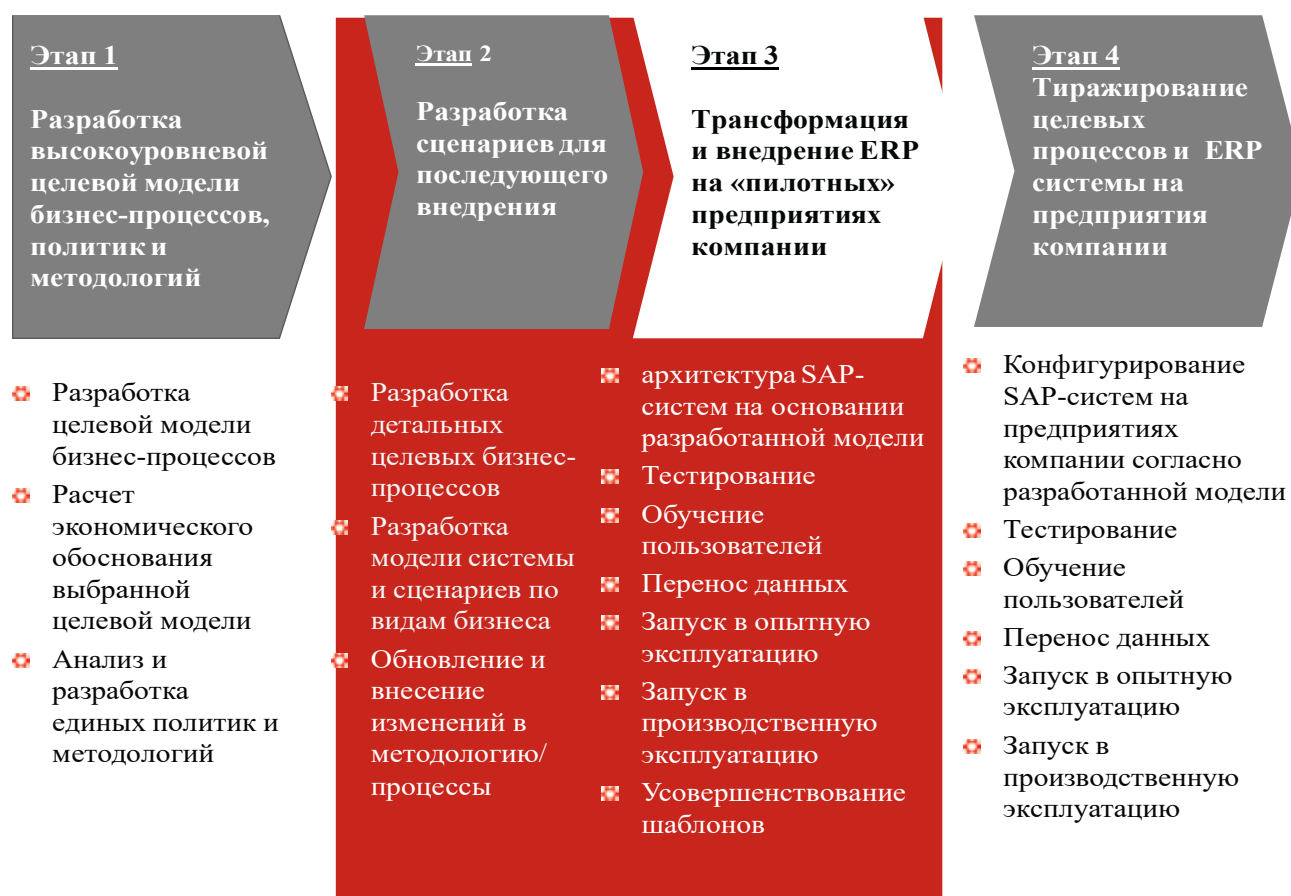 Этап 1
Разработка
высокоуровневой
целевой модели
бизнес-процессов,
политик и
методологий
Разработка
целевой модели
бизнес-процессов
Расчет
экономического
обоснования
выбранной
целевой модели
Анализ и
разработка
единых политик и
методологий
Этап 2
Разработка
сценариев для
последующего
внедрения
Разработка
детальных
целевых бизнес-
процессов
Разработка
модели системы
и сценариев по
видам бизнеса
Обновление и
внесение
изменений в
методологию/
процессы
Этап 3
Трансформация
и внедрение ERP
на «пилотных»
предприятиях
компании
архитектура SAP-
систем на основании
разработанной модели
Тестирование
Обучение
пользователей
Перенос данных
Запуск в опытную
эксплуатацию
Запуск в
производственную
эксплуатацию
Усовершенствование
шаблонов
Этап 4
Тиражирование
целевых
процессов и ERP
системы на
предприятия
компании
Конфигурирование
SAP-систем на
предприятиях
компании согласно
разработанной модели
Тестирование
Обучение
пользователей
Перенос данных
Запуск в опытную
эксплуатацию
Запуск в
производственную
эксплуатацию